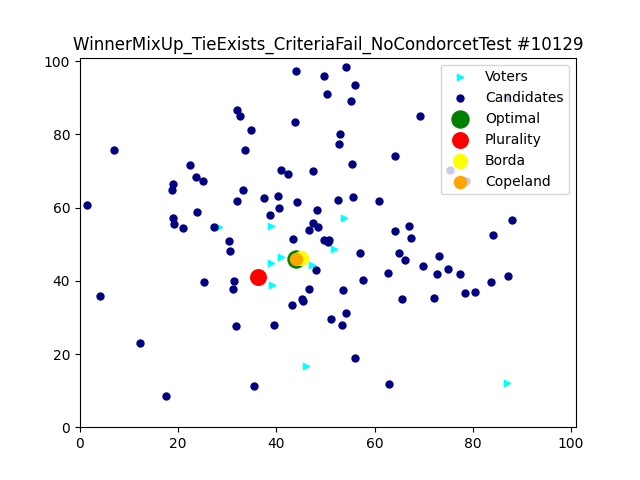 WinnerMixUp_TieExists_CriteriaFail_NoCondorcetTest #10129
Voters
Candidates
Optimal
Plurality
Borda
Copeland
100
80
60
40
20
0
0 20 40 60 80 100